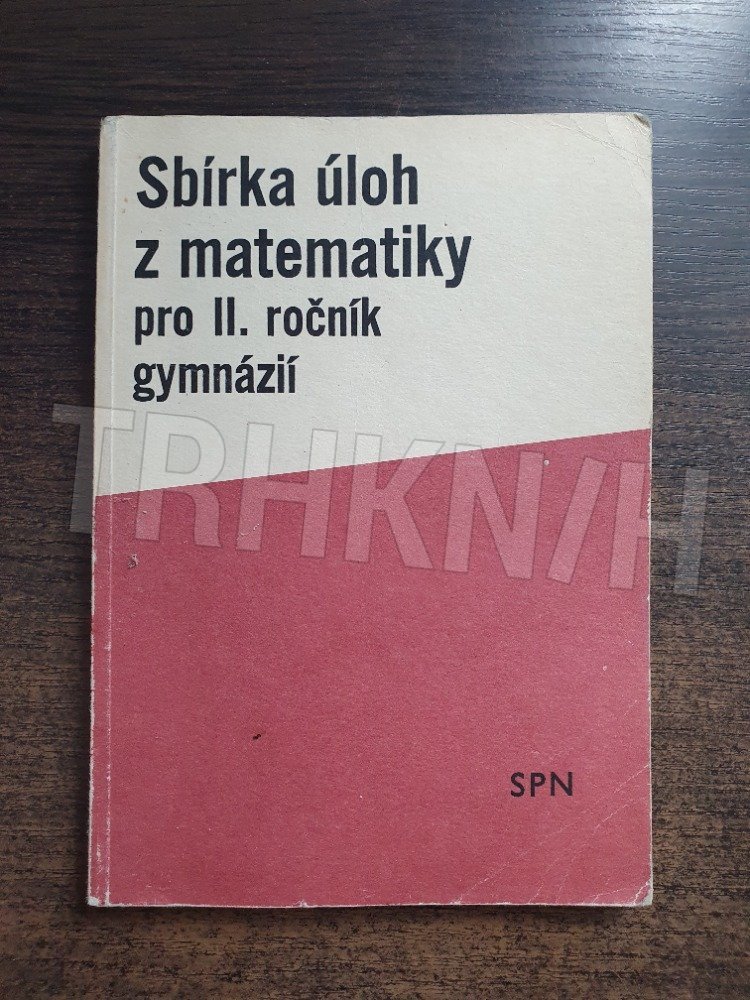 Sbírka úloh
z matematiky
pro II. ročník
gymnázií
TRHKNIH
SPN